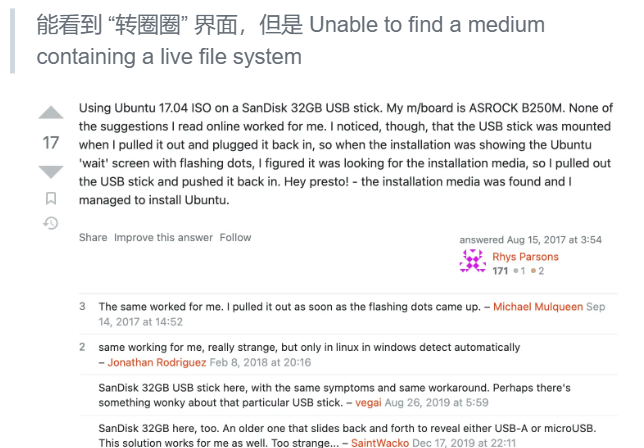 能看到 “转圈圈” 界面，但是 Unable to find a medium
containing a live file system
Using Ubuntu 17.04 ISO on a SanDisk 32GB USB stick. My m/board is ASROCK B250M. None of
the suggestions I read online worked for me. I noticed, though, that the USB stick was mounted
when I pulled it out and plugged it back in, so when the installation was showing the Ubuntu
'wait' screen with flashing dots, I figured it was looking for the installation media, so I pulled out
the USB stick and pushed it back in. Hey presto! - the installation media was found and I
managed to install Ubuntu.
17
Share Improve this answer Follow
answered Aug 15, 2017 at 3:54
Rhys Parsons
171 1 2
3 The same worked for me. I pulled it out as soon as the flashing dots came up. – Michael Mulqueen Sep
14, 2017 at 14:52
2 same working for me, really strange, but only in linux in windows detect automatically
– Jonathan Rodriguez Feb 8, 2018 at 20:16
SanDisk 32GB USB stick here, with the same symptoms and same workaround. Perhaps there's
something wonky about that particular USB stick. – vegai Aug 26, 2019 at 5:59
SanDisk 32GB here, too. An older one that slides back and forth to reveal either USB-A or microUSB.
This solution works for me as well. Too strange... – SaintWacko Dec 17, 2019 at 22:11